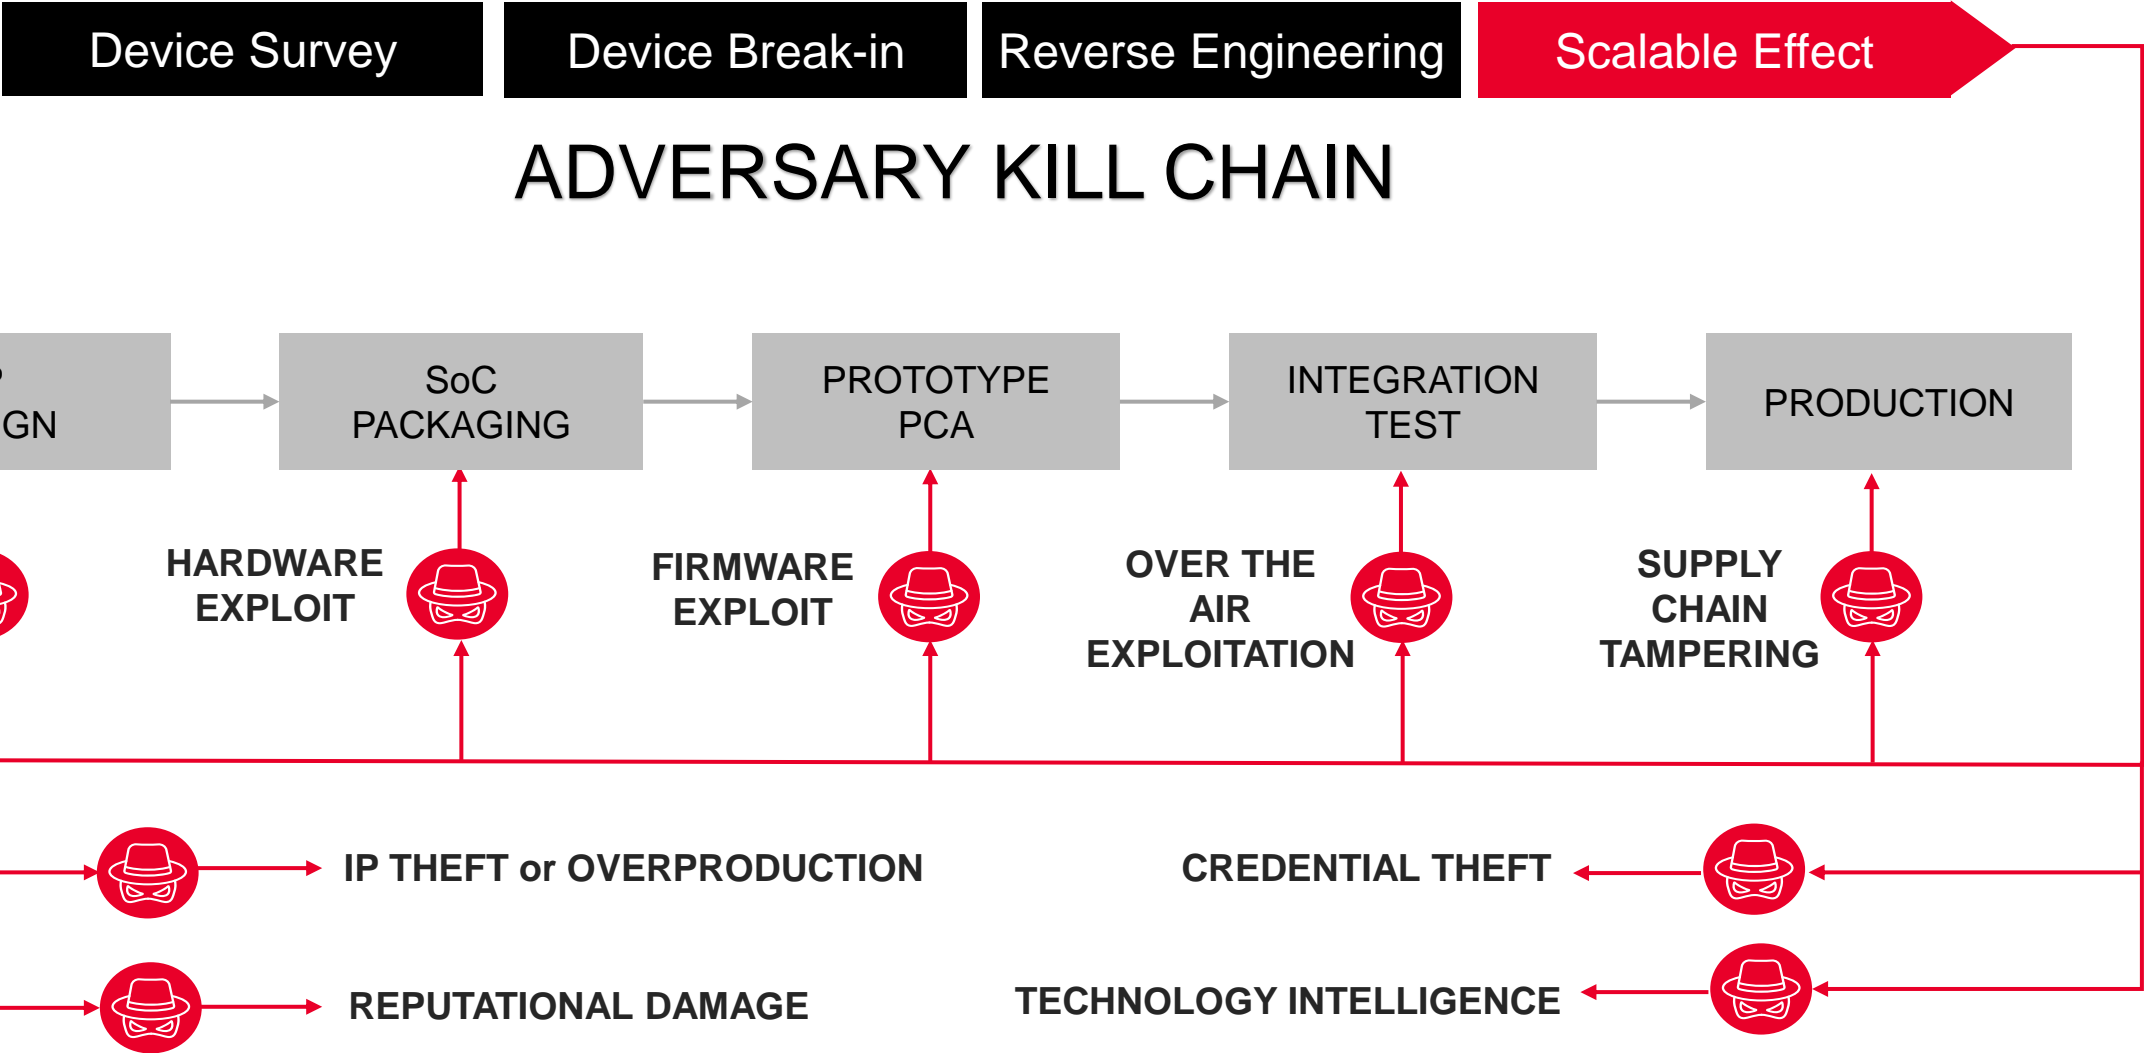 Device Survey
Device Break-in
Reverse Engineering
Scalable Effect
ADVERSARY KILL CHAIN
GN
SoC
PACKAGING
PROTOTYPE
PCA
INTEGRATION
TEST
PRODUCTION
HARDWARE
EXPLOIT
FIRMWARE
EXPLOIT
OVER THE
AIR
EXPLOITATION
SUPPLY
CHAIN
TAMPERING
IP THEFT or OVERPRODUCTION
CREDENTIAL THEFT
REPUTATIONAL DAMAGE
TECHNOLOGY INTELLIGENCE